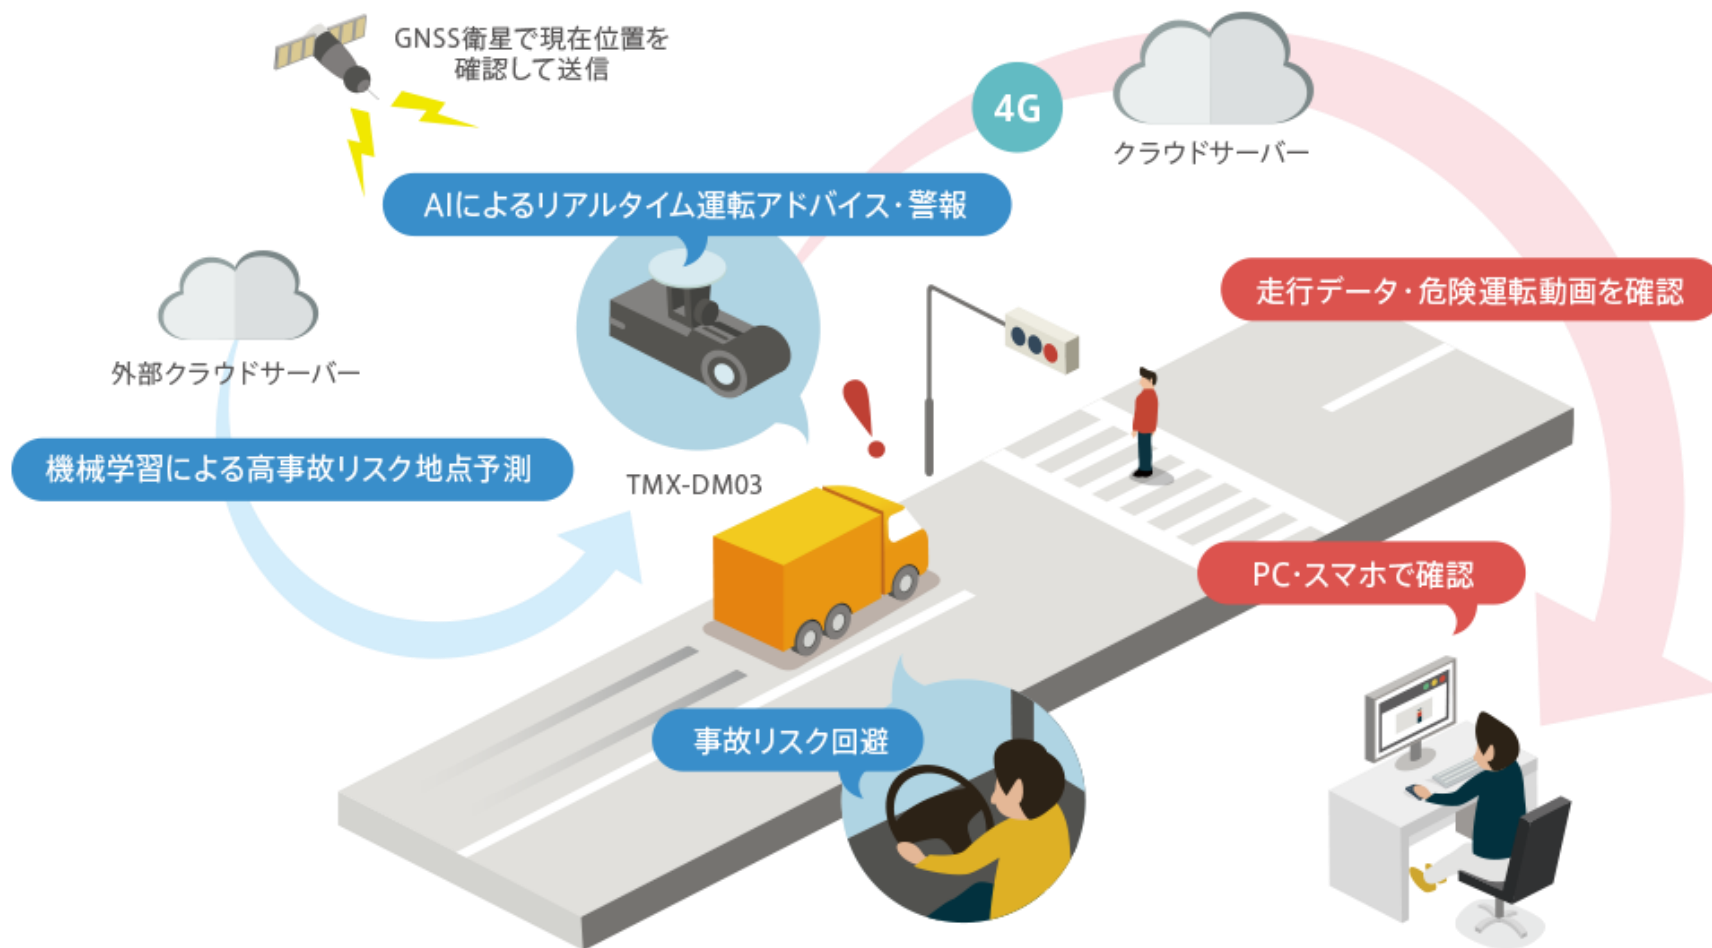 GNSS衛星で現在位置を
確認して送信
4G
クラウドサーバー
AIによるリアルタイム運転アドバイス・警報
走行データ・危険運転動画を確認
外部クラウドサーバー
機械学習による高事故リスク地点予測
TMX-DM03
PC・スマホで確認
事故リスク回避